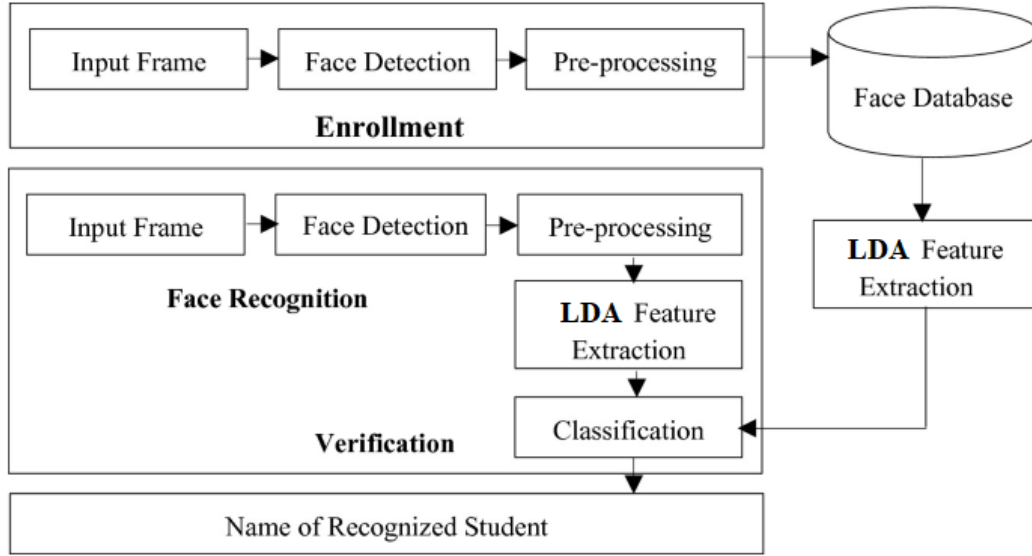 Input Frame
Face Detection
Pre-processing
Enrollment
Face Database
Input Frame
Face Detection
Pre-processing
Face Recognition
LDA Feature
Extraction
LDA Feature
Extraction
Classification
Verification
Name of Recognized Student